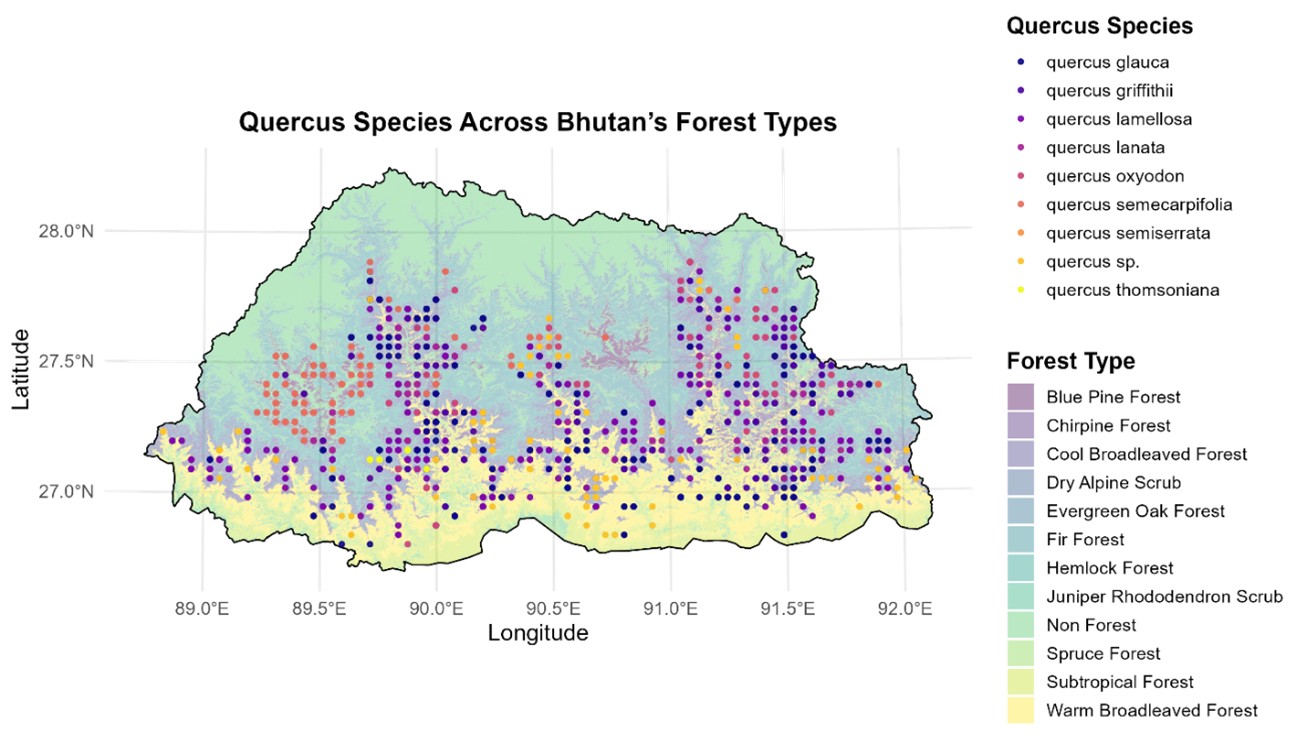 Quercus Species Across Bhutan’s Forest Types
28.0°N
27.5°N
27.0°N
Latitude
89.0°E
89.5°E
90.0°E
90.5°E
91.0°E
91.5°E
92.0°E
Longitude
Quercus Species
quercus glauca
quercus griffithii
quercus lamellosa
quercus lanata
quercus oxyodon
quercus semecarpifolia
quercus semiserrata
quercus sp.
quercus thomsoniana
Forest Type
Blue Pine Forest
Chirpine Forest
Cool Broadleaved Forest
Dry Alpine Scrub
Evergreen Oak Forest
Fir Forest
Hemlock Forest
Juniper Rhododendron Scrub
Non Forest
Spruce Forest
Subtropical Forest
Warm Broadleaved Forest